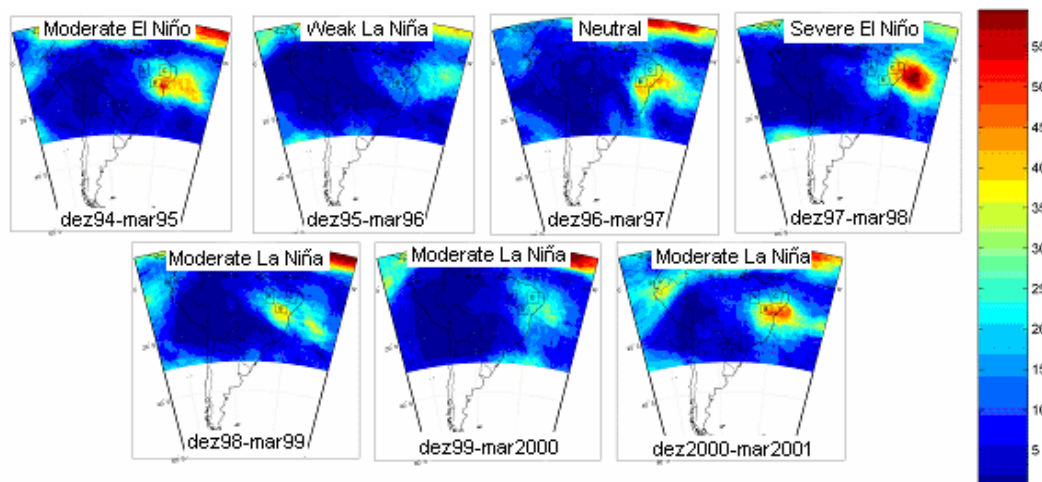 Moderate El Niño
Weak La Niña
Neutral
Severe El Niño
dez94-mar95
dez95-mar96
dez96-mar97
dez97-mar98
Moderate La Niña
Moderate La Niña
Moderate La Niña
dez98-mar99
dez99-mar2000
dez2000-mar2001
55
50
45
40
35
30
25
20
15
10
5